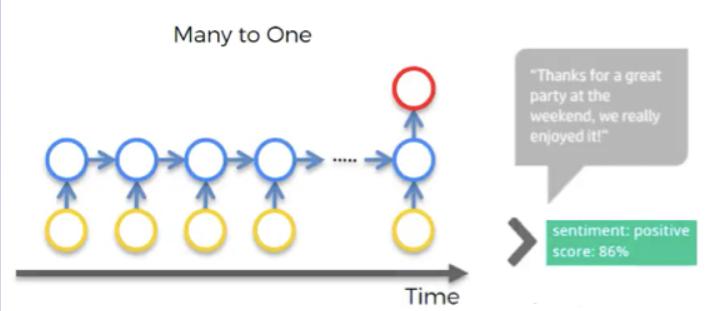 Many to One
"Thanks for a great
party at the
weekend, we really
enjoyed it!"
.....
sentiment: positive
score: 86%
Time